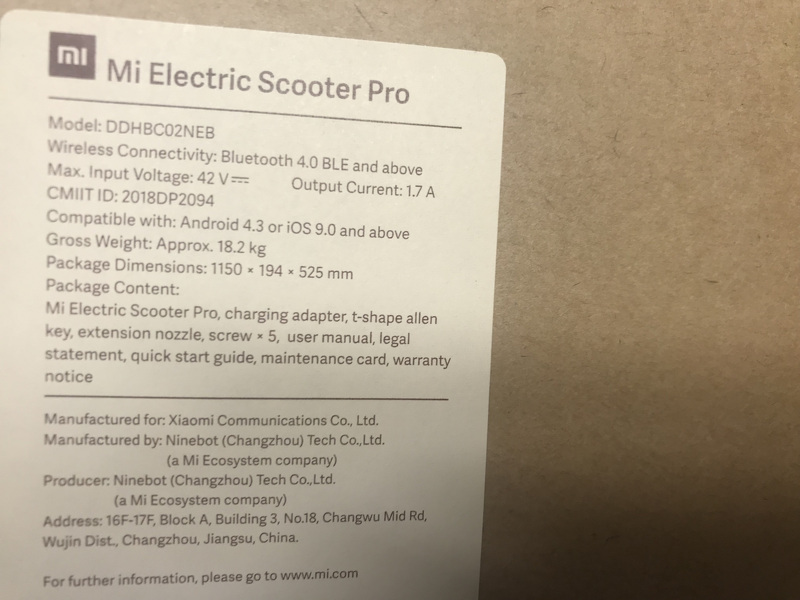 mi Mi Electric Scooter Pro
Model: DDHBC02NEB
Wireless Connectivity: Bluetooth 4.0 BLE and above
Max. Input Voltage: 42 V⎓ Output Current: 1.7 A
CMIIT ID: 2018DP2094
Compatible with: Android 4.3 or iOS 9.0 and above
Gross Weight: Approx. 18.2 kg
Package Dimensions: 1150 × 194 × 525 mm
Package Content:
Mi Electric Scooter Pro, charging adapter, t-shape allen
key, extension nozzle, screw × 5, user manual, legal
statement, quick start guide, maintenance card, warranty
notice
Manufactured for: Xiaomi Communications Co., Ltd.
Manufactured by: Ninebot (Changzhou) Tech Co.,Ltd.
(a Mi Ecosystem company)
Producer: Ninebot (Changzhou) Tech Co.,Ltd.
(a Mi Ecosystem company)
Address: 16F-17F, Block A, Building 3, No.18, Changwu Mid Rd,
Wujin Dist., Changzhou, Jiangsu, China.
For further information, please go to www.mi.com